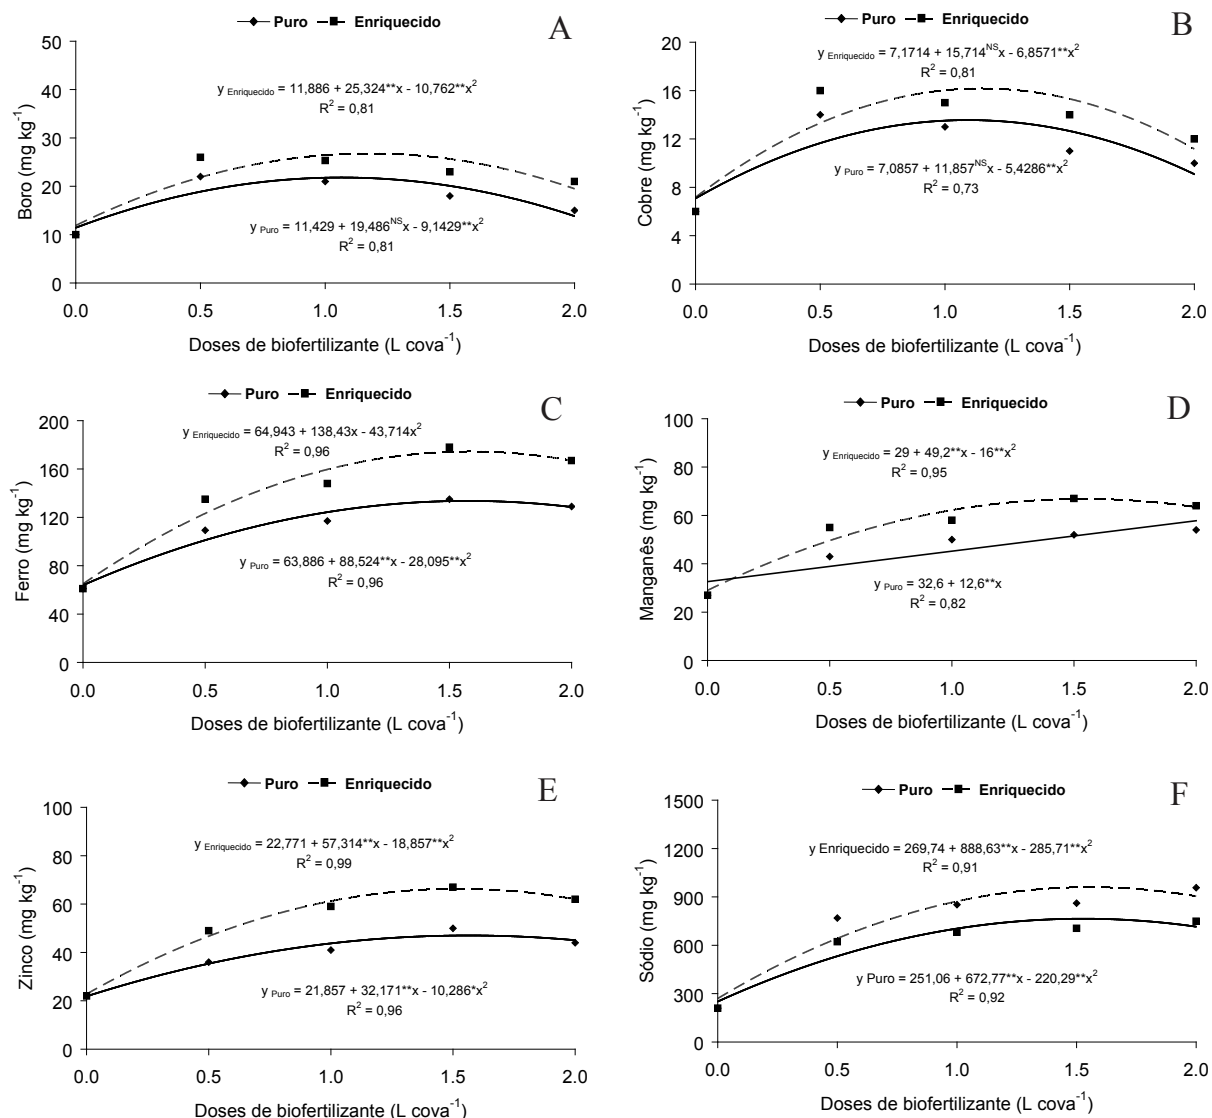 Puro Enriquecido
A
50
40
30
20
10
0
Boro (mg kg⁻¹)
y Enriquecido = 11,886 + 25,324**x - 10,762**x²
R² = 0,81
y Puro = 11,429 + 19,486ᴺˢx - 9,1429**x²
R² = 0,81
0.0 0.5 1.0 1.5 2.0
Doses de biofertilizante (L cova⁻¹)
Puro Enriquecido
B
20
16
12
8
4
0
Cobre (mg kg⁻¹)
y Enriquecido = 7,1714 + 15,714ᴺˢx - 6,8571**x²
R² = 0,81
y Puro = 7,0857 + 11,857ᴺˢx - 5,4286**x²
R² = 0,73
0.0 0.5 1.0 1.5 2.0
Doses de biofertilizante (L cova⁻¹)
Puro Enriquecido
C
200
160
120
80
40
0
Ferro (mg kg⁻¹)
y Enriquecido = 64,943 + 138,43x - 43,714x²
R² = 0,96
y Puro = 63,886 + 88,524**x - 28,095**x²
R² = 0,96
0.0 0.5 1.0 1.5 2.0
Doses de biofertilizante (L cova⁻¹)
Puro Enriquecido
D
100
80
60
40
20
0
Manganês (mg kg⁻¹)
y Enriquecido = 29 + 49,2**x - 16**x²
R² = 0,95
y Puro = 32,6 + 12,6**x
R² = 0,82
0.0 0.5 1.0 1.5 2.0
Doses de biofertilizante (L cova⁻¹)
Puro Enriquecido
E
100
80
60
40
20
0
Zinco (mg kg⁻¹)
y Enriquecido = 22,771 + 57,314**x - 18,857**x²
R² = 0,99
y Puro = 21,857 + 32,171**x - 10,286*x²
R² = 0,96
0.0 0.5 1.0 1.5 2.0
Doses de biofertilizante (L cova⁻¹)
Puro Enriquecido
F
1500
1200
900
600
300
0
Sódio (mg kg⁻¹)
y Enriquecido = 269,74 + 888,63**x - 285,71**x²
R² = 0,91
y Puro = 251,06 + 672,77**x - 220,29**x²
R² = 0,92
0.0 0.5 1.0 1.5 2.0
Doses de biofertilizante (L cova⁻¹)